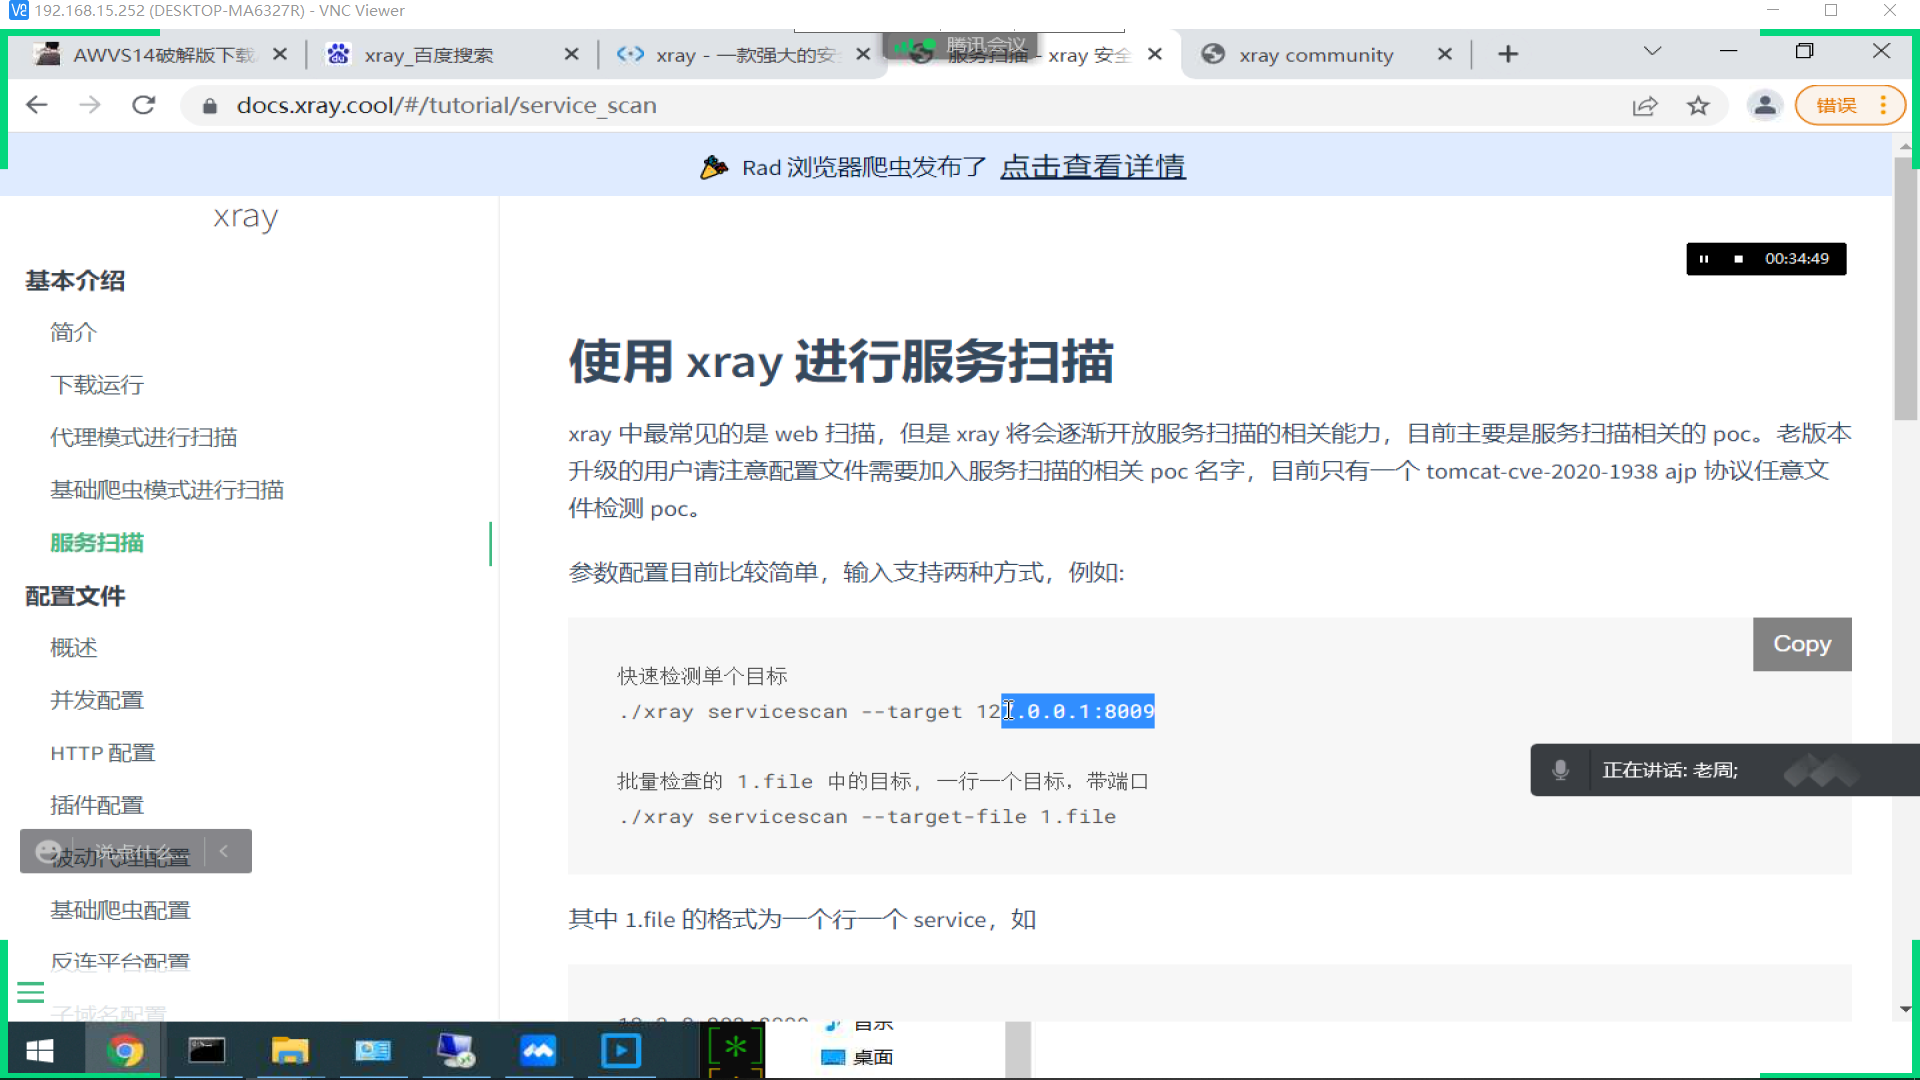 192.168.15.252 (DESKTOP-MA6327R) - VNC Viewer
AWVS14破解版下载
xray_百度搜索
xray - 一款强大的安
腾讯会议
服务扫描 - xray 安全
xray community
docs.xray.cool/#/tutorial/service_scan
错误
Rad 浏览器爬虫发布了 点击查看详情
xray
00:34:49
基本介绍
简介
下载运行
代理模式进行扫描
基础爬虫模式进行扫描
服务扫描
配置文件
概述
并发配置
HTTP 配置
插件配置
被动代理配置
说点什么...
基础爬虫配置
反连平台配置
子域名配置
使用 xray 进行服务扫描
xray 中最常见的是 web 扫描，但是 xray 将会逐渐开放服务扫描的相关能力，目前主要是服务扫描相关的 poc。老版本
升级的用户请注意配置文件需要加入服务扫描的相关 poc 名字，目前只有一个 tomcat-cve-2020-1938 ajp 协议任意文
件检测 poc。
参数配置目前比较简单，输入支持两种方式，例如:
Copy
快速检测单个目标
./xray servicescan --target 127.0.0.1:8009
批量检查的 1.file 中的目标, 一行一个目标，带端口
./xray servicescan --target-file 1.file
正在讲话: 老周;
其中 1.file 的格式为一个行一个 service，如
音乐
桌面